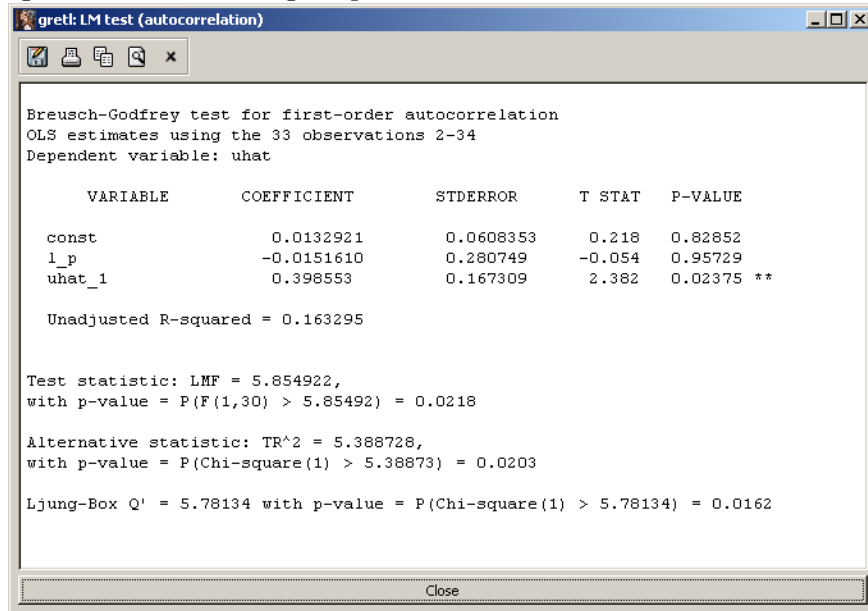 gretl: LM test (autocorrelation)
Breusch-Godfrey test for first-order autocorrelation
OLS estimates using the 33 observations 2-34
Dependent variable: uhat
VARIABLE COEFFICIENT STDERROR T STAT P-VALUE
const 0.0132921 0.0608353 0.218 0.82852
l_p -0.0151610 0.280749 -0.054 0.95729
uhat_1 0.398553 0.167309 2.382 0.02375 **
Unadjusted R-squared = 0.163295
Test statistic: LMF = 5.854922,
with p-value = P(F(1,30) > 5.85492) = 0.0218
Alternative statistic: TR^2 = 5.388728,
with p-value = P(Chi-square(1) > 5.38873) = 0.0203
Ljung-Box Q' = 5.78134 with p-value = P(Chi-square(1) > 5.78134) = 0.0162
Close